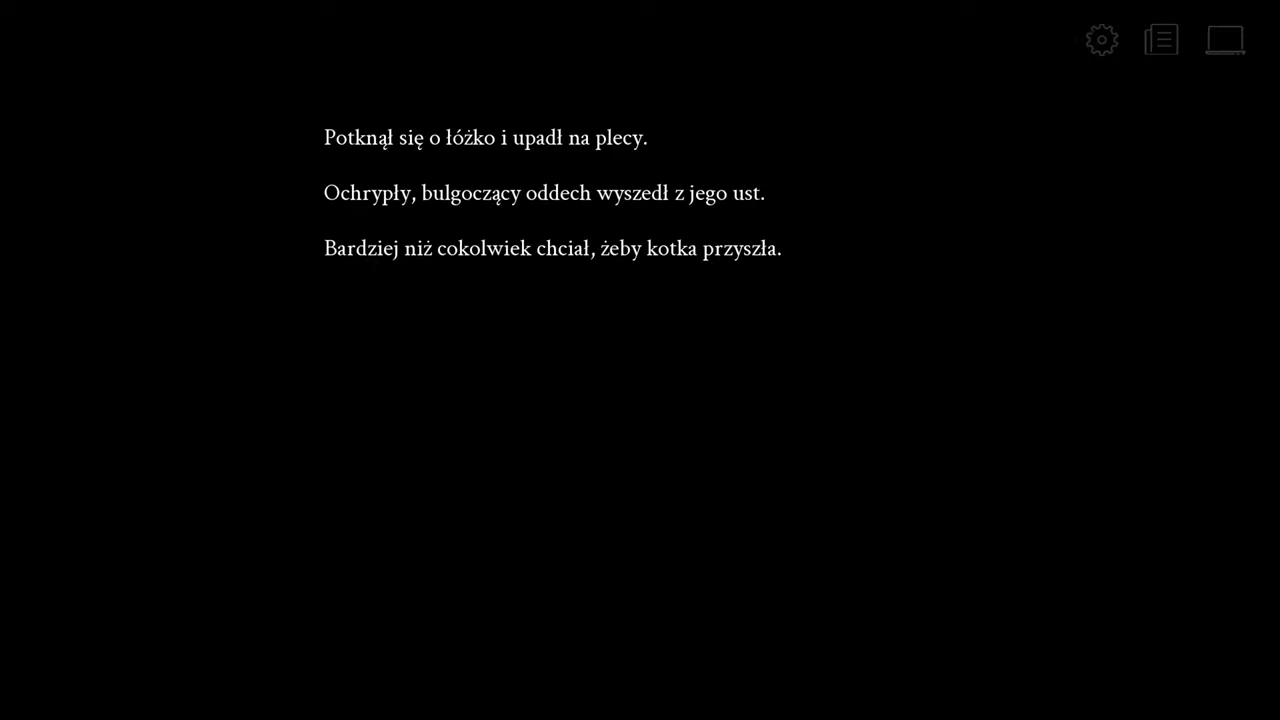 Potknął się o łóżko i upadł na plecy.
Ochrypły, bulgoczący oddech wyszedł z jego ust.
Bardziej niż cokolwiek chciał, żeby kotka przyszła.